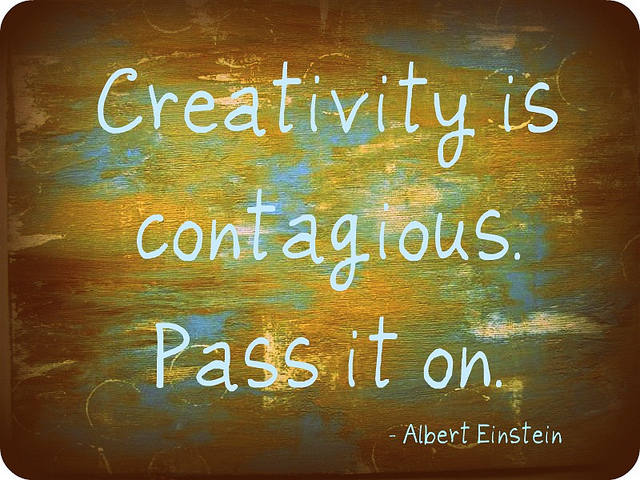 Creativity is
contagious.
Pass it on.
- Albert Einstein